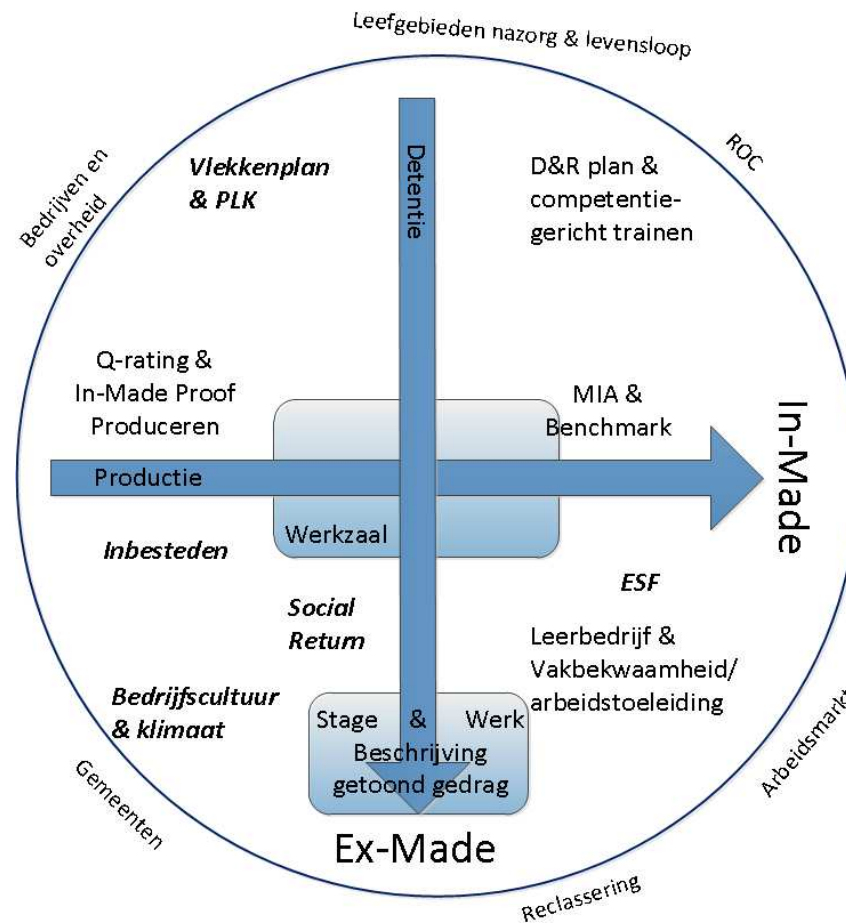 Leefgebieden nazorg & levensloop
ROC
Bedrijven en
overheid
Vlekkenplan
& PLK
Detentie
D&R plan &
competentie-
gericht trainen
Q-rating &
In-Made Proof
Produceren
MIA &
Benchmark
Productie
In-Made
Werkzaal
Inbesteden
ESF
Social
Return
Leerbedrijf &
Vakbekwaamheid/
arbeidstoeleiding
Bedrijfscultuur
& klimaat
Stage & Werk
Beschrijving
getoond gedrag
Gemeenten
Arbeidsmarkt
Ex-Made
Reclassering